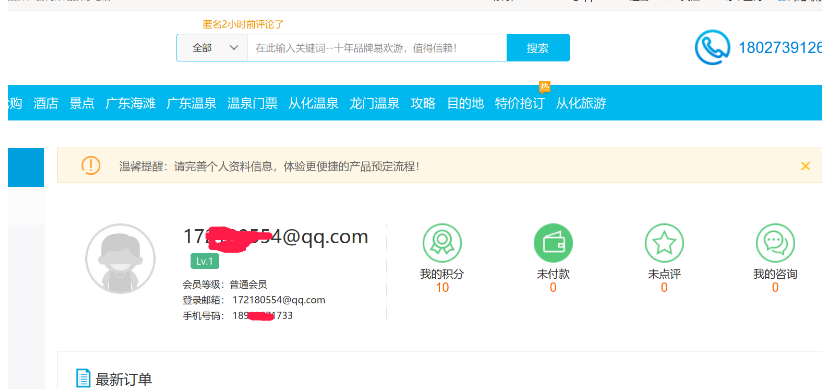 匿名2小时前评论了
全部
在此输入关键词--十年品牌易欢游，值得信赖！
搜索
1802739126
购 酒店 景点 广东海滩 广东温泉 温泉门票 从化温泉 龙门温泉 攻略 目的地 特价抢订 从化旅游
热
温馨提醒：请完善个人资料信息，体验更便捷的产品预定流程！
@qq.com
Lv.1
会员等级：普通会员
登录邮箱： 172180554@qq.com
手机号码： 1733
我的积分
10
未付款
0
未点评
0
我的咨询
0
最新订单